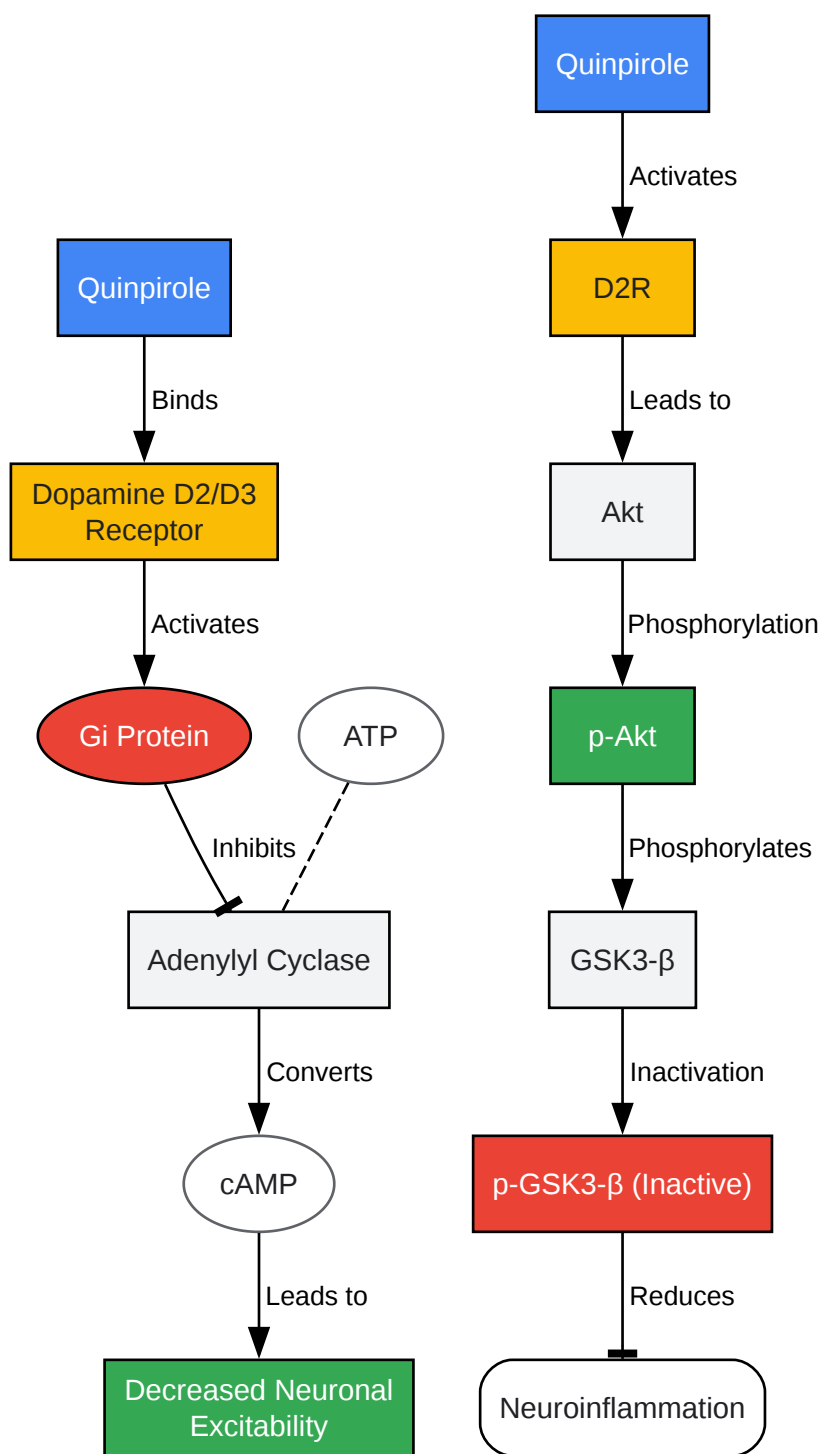 Quinpirole
Binds
Dopamine D2/D3
Receptor
Activates
Gi Protein
ATP
Inhibits
Adenylyl Cyclase
Converts
cAMP
Leads to
Decreased Neuronal
Excitability
Quinpirole
Activates
D2R
Leads to
Akt
Phosphorylation
p-Akt
Phosphorylates
GSK3-β
Inactivation
p-GSK3-β (Inactive)
Reduces
Neuroinflammation